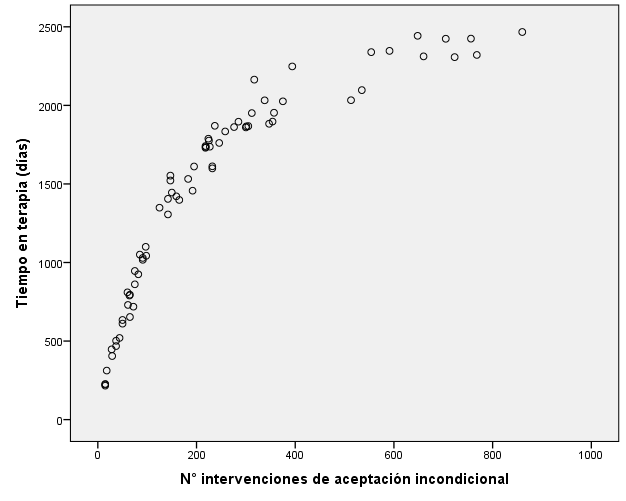 2500
2000
1500
1000
500
0
Tiempo en terapia (días)
0 200 400 600 800 1000
N° intervenciones de aceptación incondicional